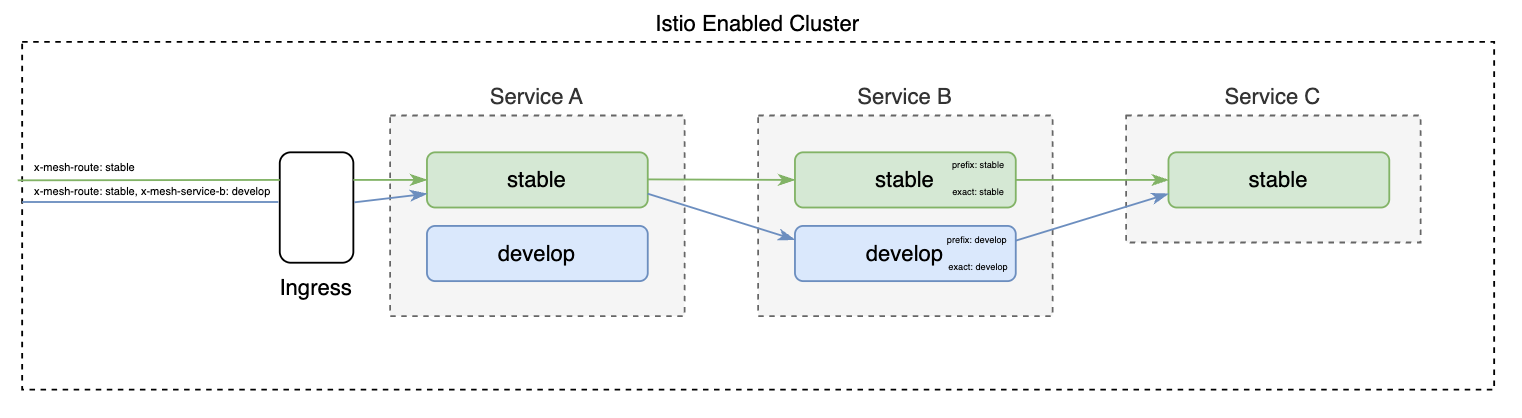 Istio Enabled Cluster
Service A
Service B
Service C
x-mesh-route: stable
x-mesh-route: stable, x-mesh-service-b: develop
Ingress
stable
develop
stable
prefix: stable
exact: stable
develop
prefix: develop
exact: develop
stable